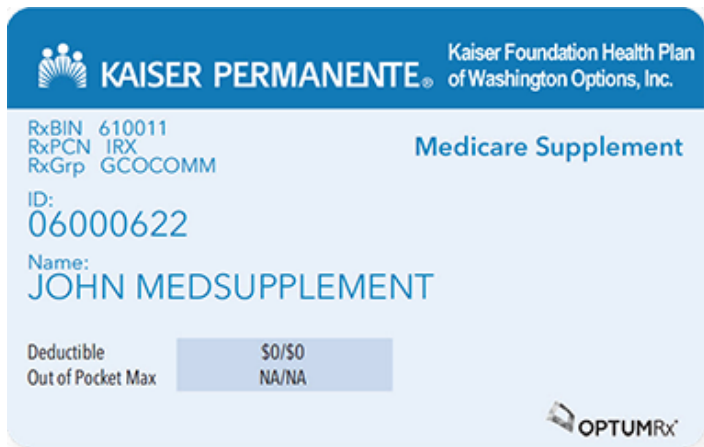 KAISER PERMANENTE®
Kaiser Foundation Health Plan
of Washington Options, Inc.
RxBIN 610011
RxPCN IRX
RxGrp GCOCOMM
Medicare Supplement
ID:
06000622
Name:
JOHN MEDSUPPLEMENT
Deductible $0/$0
Out of Pocket Max NA/NA
OPTUMRx®